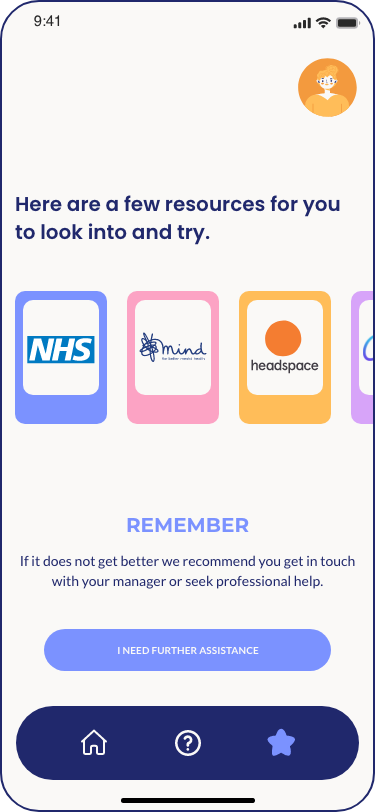 9:41
Here are a few resources for you
to look into and try.
NHS
mind
for better mental health
headspace
REMEMBER
If it does not get better we recommend you get in touch
with your manager or seek professional help.
I NEED FURTHER ASSISTANCE
?